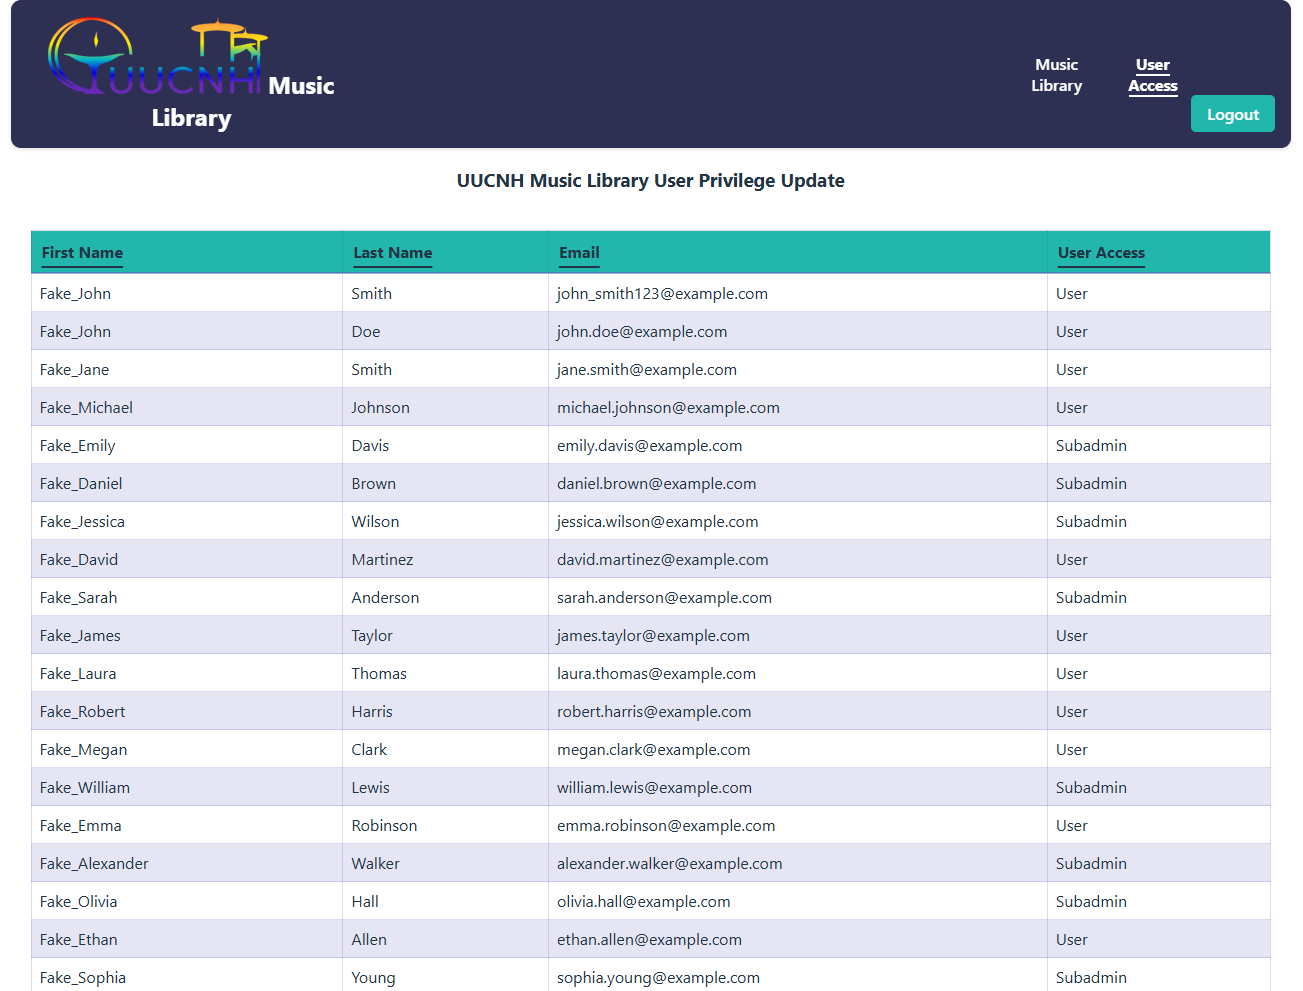 UUCNH Music
Library
Music
Library
User
Access
Logout
UUCNH Music Library User Privilege Update
First Name Last Name Email User Access
Fake_John Smith john_smith123@example.com User
Fake_John Doe john.doe@example.com User
Fake_Jane Smith jane.smith@example.com User
Fake_Michael Johnson michael.johnson@example.com User
Fake_Emily Davis emily.davis@example.com Subadmin
Fake_Daniel Brown daniel.brown@example.com Subadmin
Fake_Jessica Wilson jessica.wilson@example.com Subadmin
Fake_David Martinez david.martinez@example.com User
Fake_Sarah Anderson sarah.anderson@example.com Subadmin
Fake_James Taylor james.taylor@example.com User
Fake_Laura Thomas laura.thomas@example.com User
Fake_Robert Harris robert.harris@example.com User
Fake_Megan Clark megan.clark@example.com User
Fake_William Lewis william.lewis@example.com Subadmin
Fake_Emma Robinson emma.robinson@example.com User
Fake_Alexander Walker alexander.walker@example.com Subadmin
Fake_Olivia Hall olivia.hall@example.com Subadmin
Fake_Ethan Allen ethan.allen@example.com User
Fake_Sophia Young sophia.young@example.com Subadmin